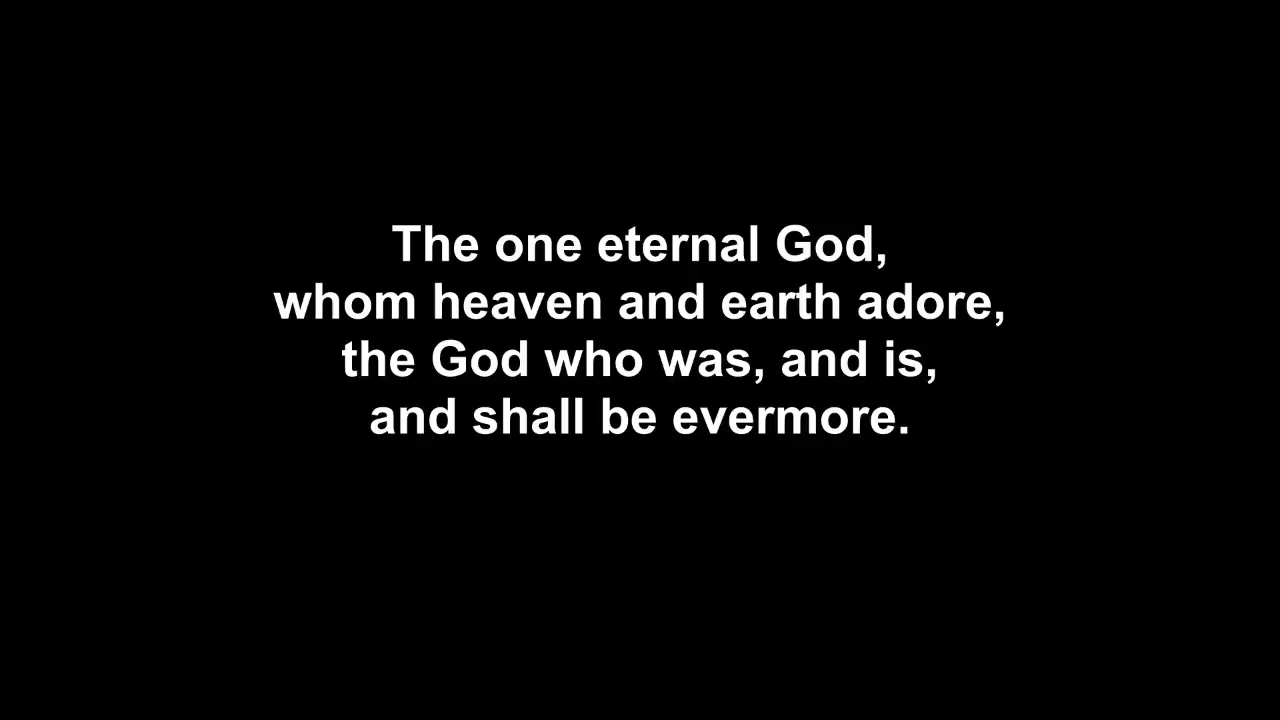 The one eternal God,
whom heaven and earth adore,
the God who was, and is,
and shall be evermore.